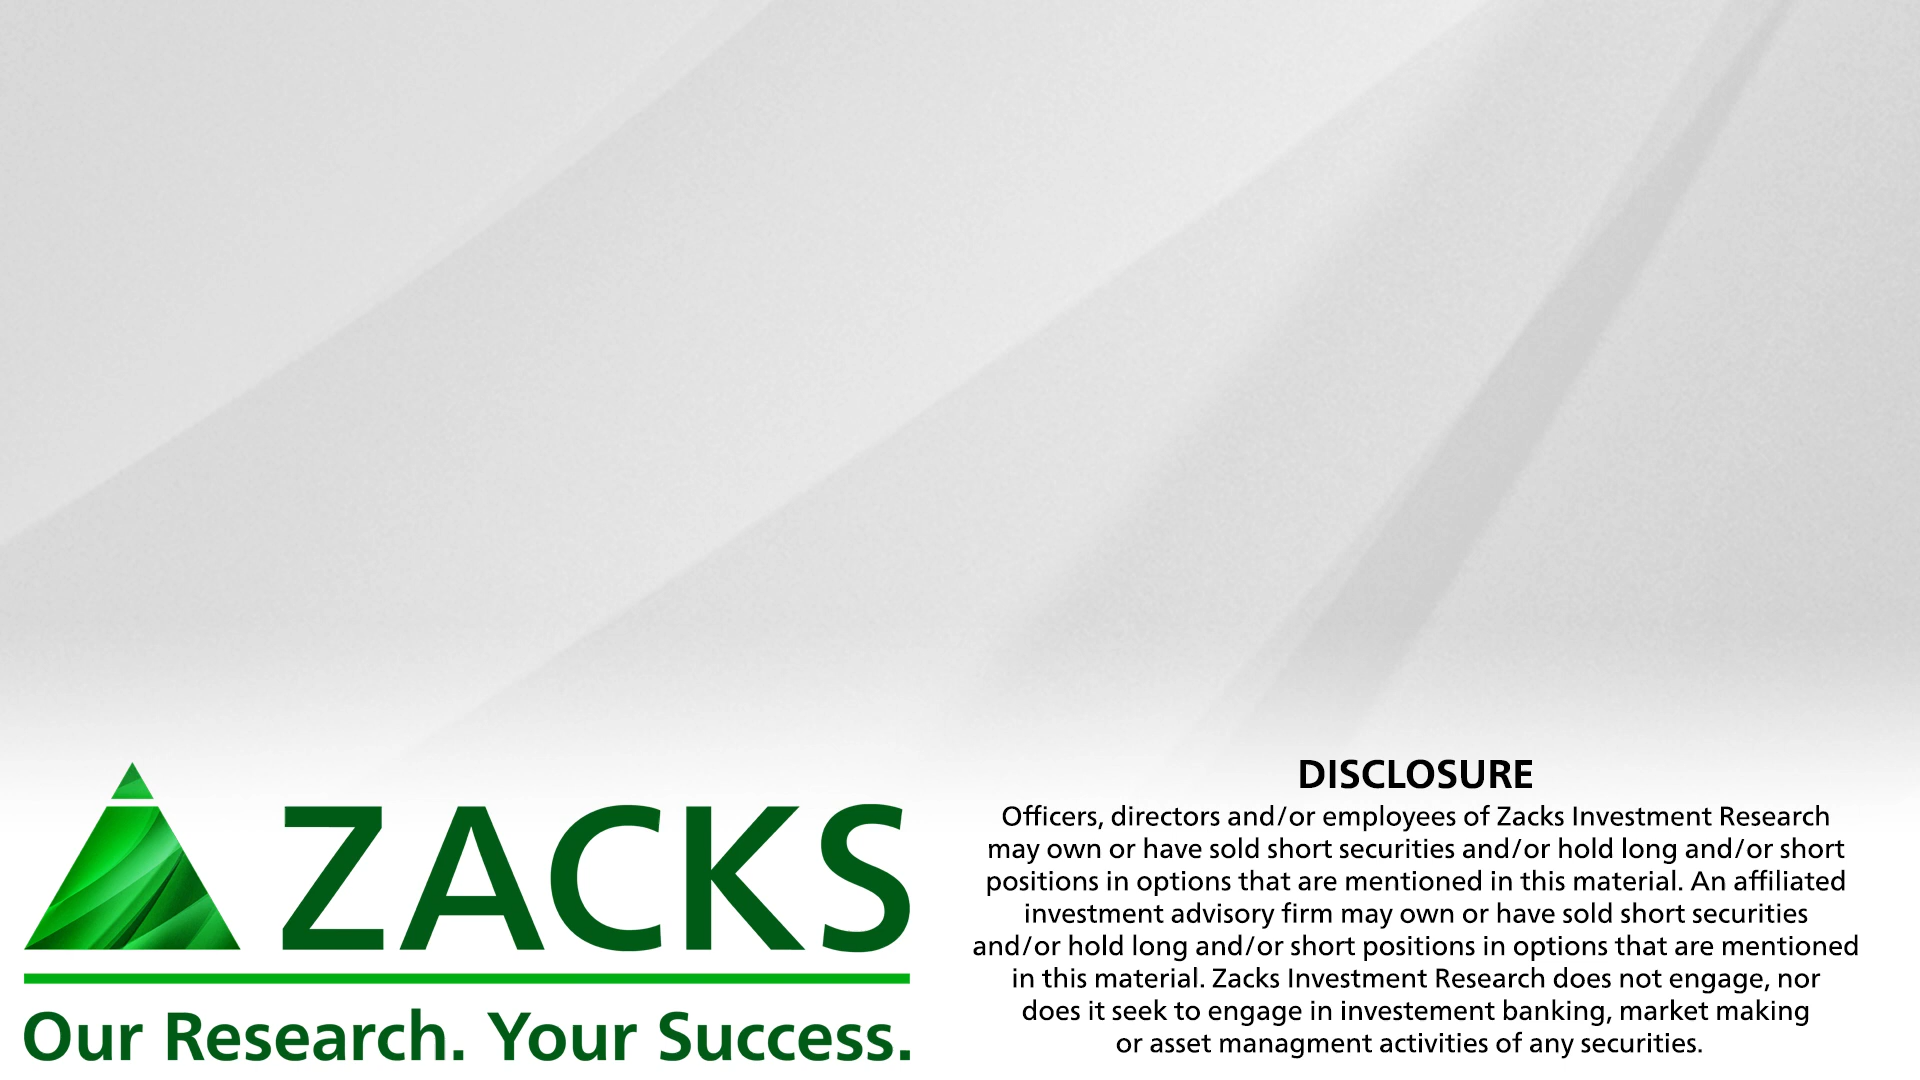 ZACKS
Our Research. Your Success.
DISCLOSURE
Officers, directors and/or employees of Zacks Investment Research
may own or have sold short securities and/or hold long and/or short
positions in options that are mentioned in this material. An affiliated
investment advisory firm may own or have sold short securities
and/or hold long and/or short positions in options that are mentioned
in this material. Zacks Investment Research does not engage, nor
does it seek to engage in investement banking, market making
or asset managment activities of any securities.